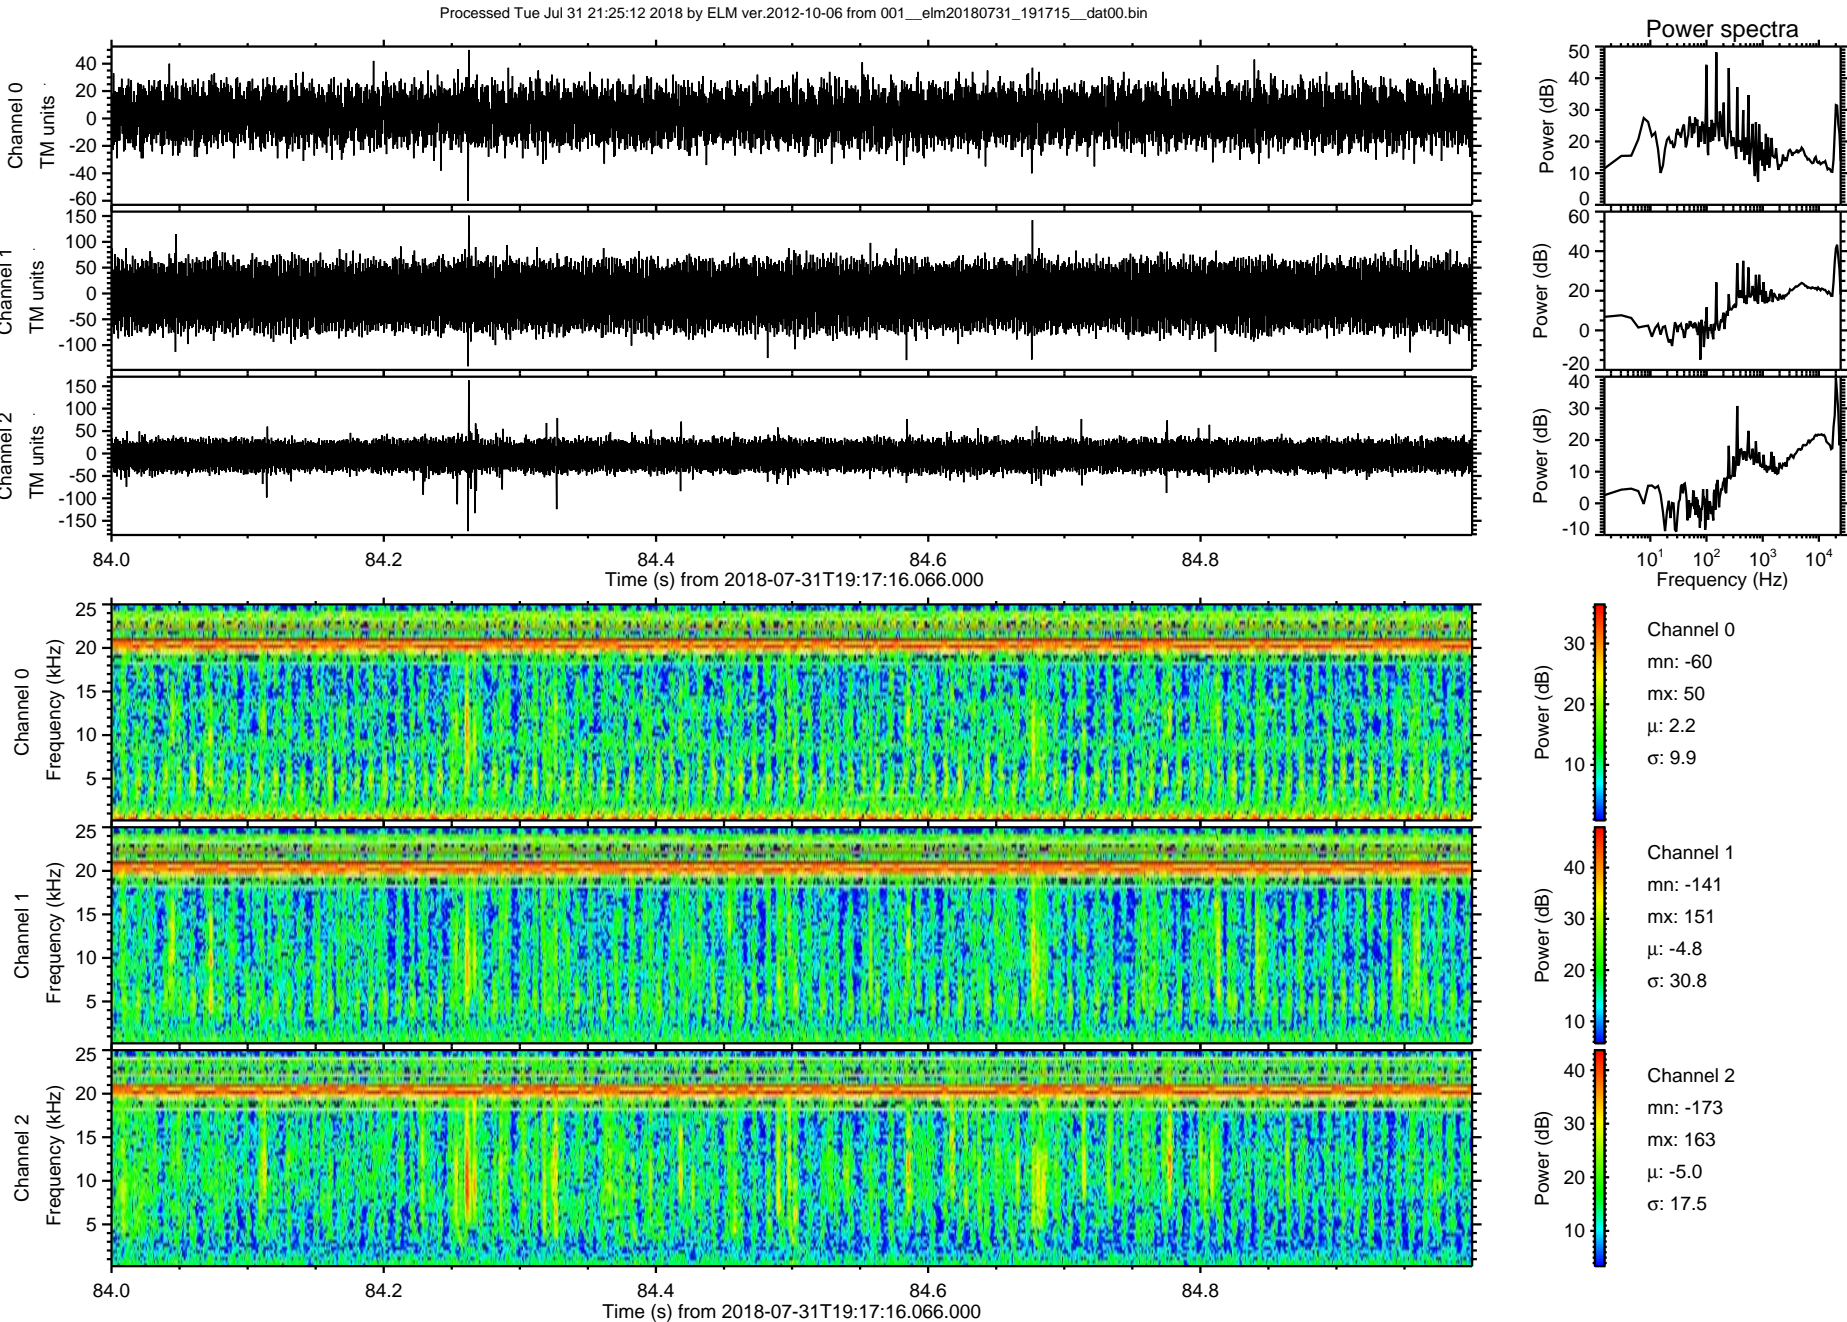 Processed Tue Jul 31 21:25:12 2018 by ELM ver.2012-10-06 from 001__elm20180731_191715__dat00.bin
Power spectra
Channel 0
TM units
40
20
0
-20
-40
-60
Power (dB)
50
40
30
20
10
0
Channel 1
TM units
150
100
50
0
-50
-100
Power (dB)
60
40
20
0
-20
Channel 2
TM units
150
100
50
0
-50
-100
-150
Power (dB)
40
30
20
10
0
-10
84.0 84.2 84.4 84.6 84.8
Time (s) from 2018-07-31T19:17:16.066.000
10¹ 10² 10³ 10⁴
Frequency (Hz)
Channel 0
Frequency (kHz)
25
20
15
10
5
Power (dB)
30
20
10
Channel 0
mn: -60
mx: 50
μ: 2.2
σ: 9.9
Channel 1
Frequency (kHz)
25
20
15
10
5
Power (dB)
40
30
20
10
Channel 1
mn: -141
mx: 151
μ: -4.8
σ: 30.8
Channel 2
Frequency (kHz)
25
20
15
10
5
Power (dB)
40
30
20
10
Channel 2
mn: -173
mx: 163
μ: -5.0
σ: 17.5
84.0 84.2 84.4 84.6 84.8
Time (s) from 2018-07-31T19:17:16.066.000